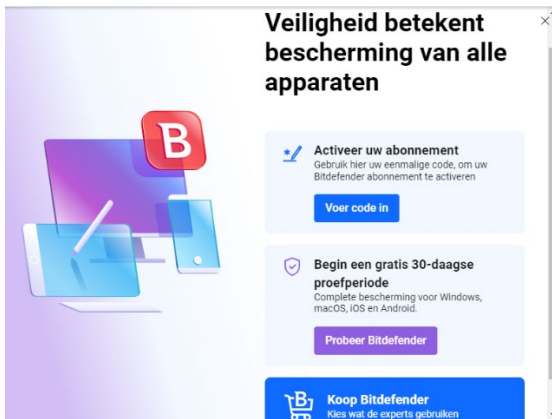 Veiligheid betekent
bescherming van alle
apparaten
B
Activeer uw abonnement
Gebruik hier uw eenmalige code, om uw
Bitdefender abonnement te activeren
Voer code in
Begin een gratis 30-daagse
proefperiode
Complete bescherming voor Windows,
macOS, iOS en Android.
Probeer Bitdefender
B
Koop Bitdefender
Kies wat de experts gebruiken